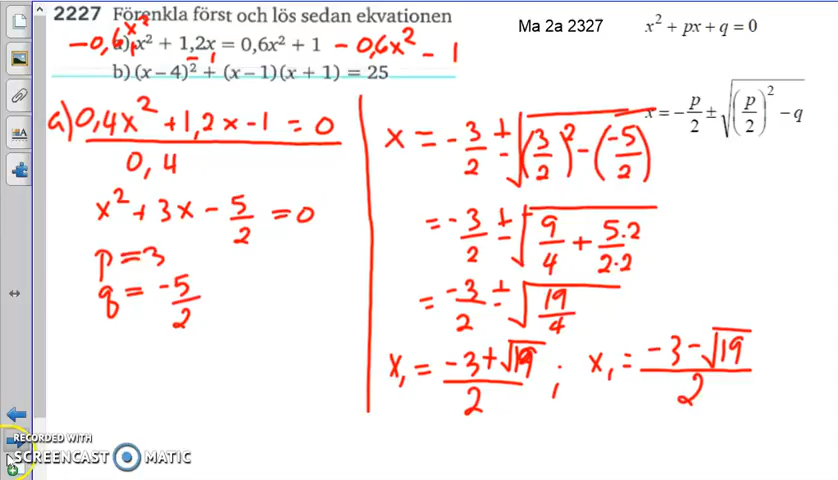 2227 Förenkla först och lös sedan ekvationen
Ma 2a 2327
x² + px + q = 0
-0,6x²
a) x² + 1,2x = 0,6x² + 1 - 0,6x² - 1
-1
b) (x – 4)² + (x – 1)(x + 1) = 25
x = -p/2 ± √((p/2)² - q)
a) 0,4x² + 1,2x - 1 = 0
0,4
x² + 3x - 5/2 = 0
p = 3
q = -5/2
x = -3/2 ± √((3/2)² - (-5/2))
= -3/2 ± √(9/4 + 5·2/2·2)
= -3/2 ± √(19/4)
x₁ = (-3 + √19)/2 ; x₁ = (-3 - √19)/2
RECORDED WITH
SCREENCAST MATIC